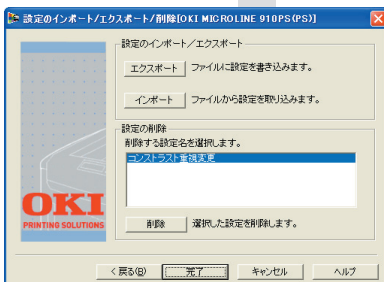 設定のインポート/エクスポート/削除[OKI MICROLINE 910PS(PS)]
設定のインポート/エクスポート
エクスポート ファイルに設定を書き込みます。
インポート ファイルから設定を取り込みます。
設定の削除
削除する設定名を選択します。
コンストラスト重視変更
OKI
PRINTING SOLUTIONS
削除 選択した設定を削除します。
< 戻る(B) 完了 キャンセル ヘルプ